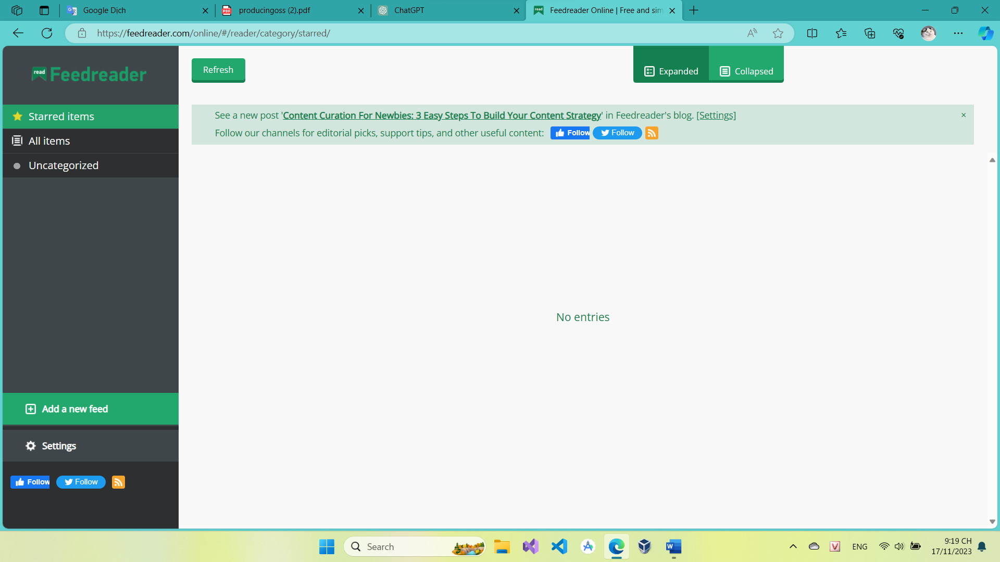 Google Dịch
producingoss (2).pdf
ChatGPT
Feedreader Online | Free and sim
https://feedreader.com/online/#/reader/category/starred/
read Feedreader
Refresh
Expanded
Collapsed
Starred items
All items
Uncategorized
See a new post 'Content Curation For Newbies: 3 Easy Steps To Build Your Content Strategy' in Feedreader's blog. [Settings]
Follow our channels for editorial picks, support tips, and other useful content: Follow Follow
No entries
Add a new feed
Settings
Follow Follow
Search
ENG
9:19 CH
17/11/2023